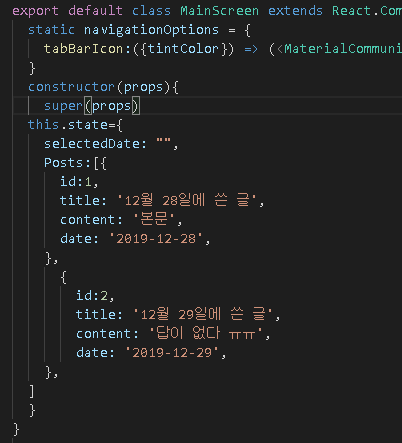 export default class MainScreen extends React.Com
static navigationOptions = {
tabBarIcon:({tintColor}) => (<MaterialCommuni
}
constructor(props){
super(props)
this.state={
selectedDate: "",
Posts:[{
id:1,
title: '12월 28일에 쓴 글',
content: '본문',
date: '2019-12-28',
},
{
id:2,
title: '12월 29일에 쓴 글',
content: '답이 없다 ㅠㅠ',
date: '2019-12-29',
},
]
}
}